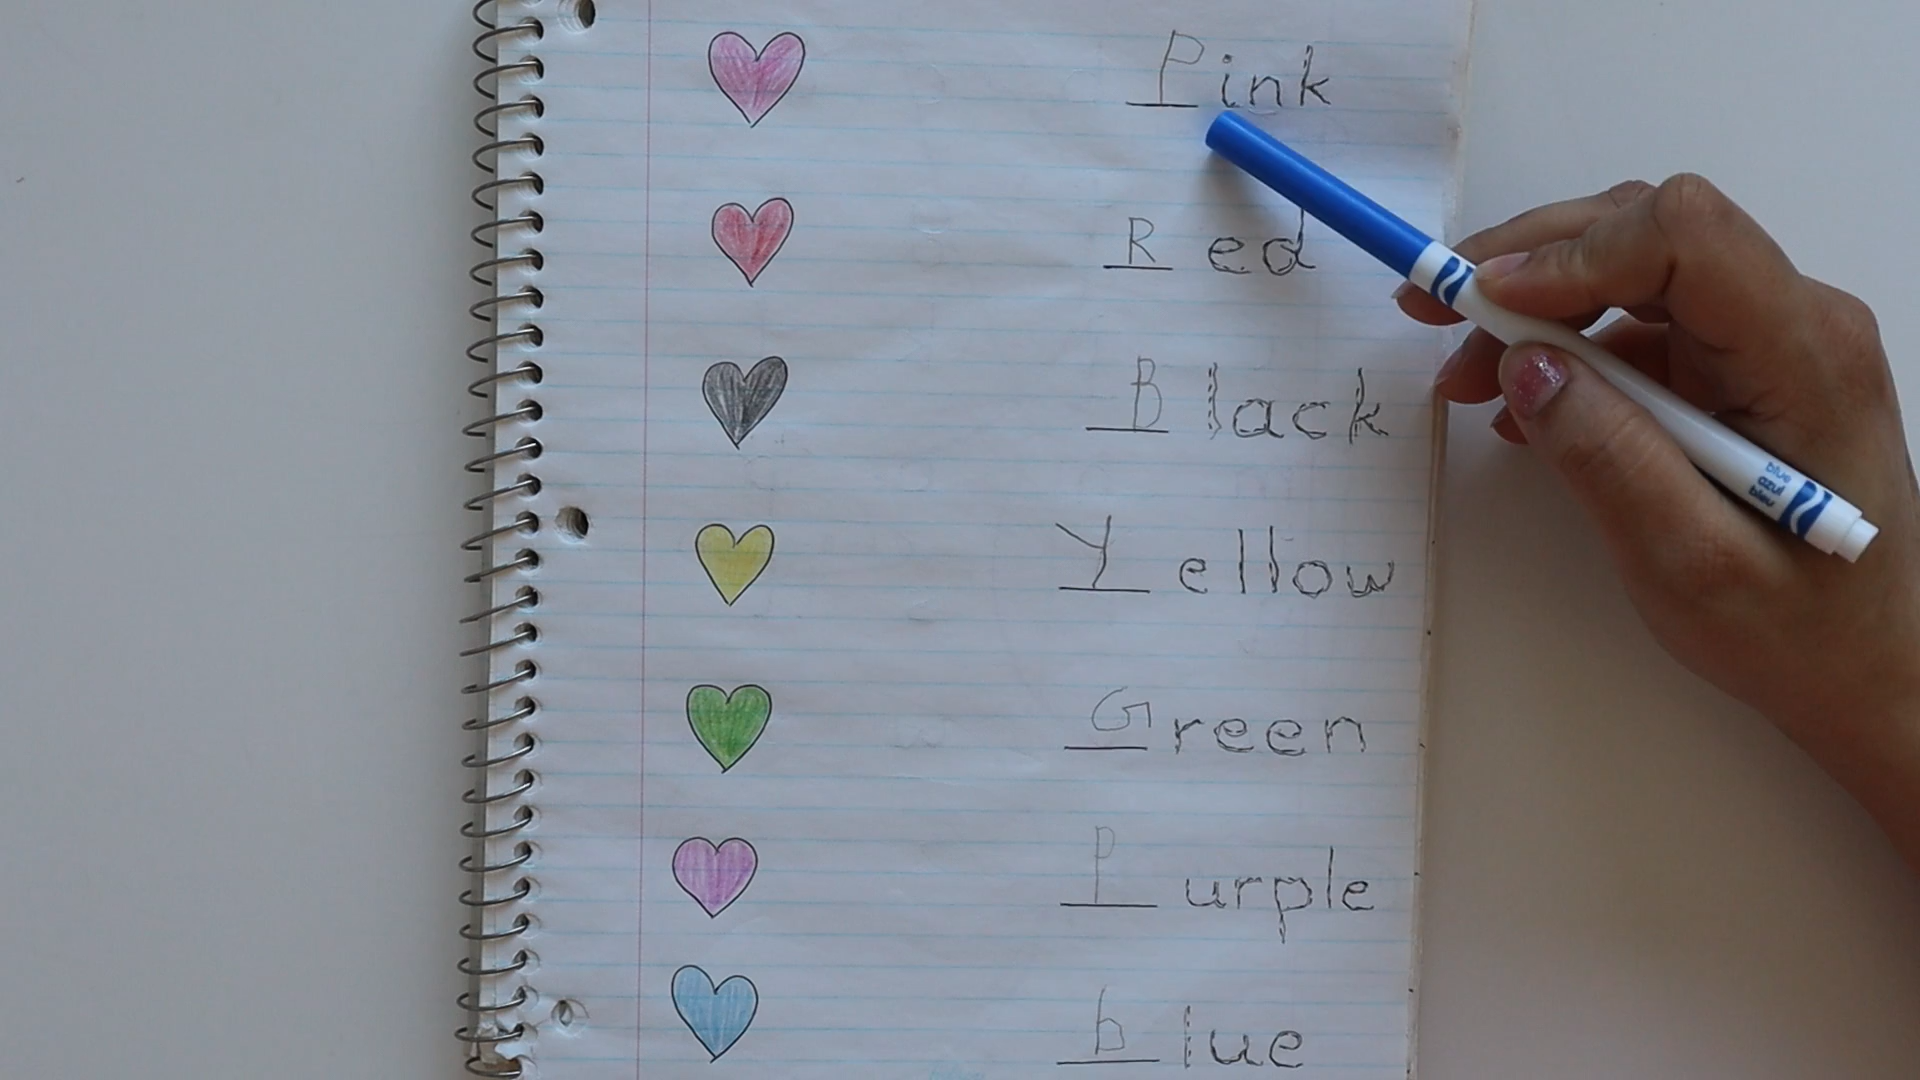 Pink
Red
Black
Yellow
Green
Purple
blue
blue
azul
bleu